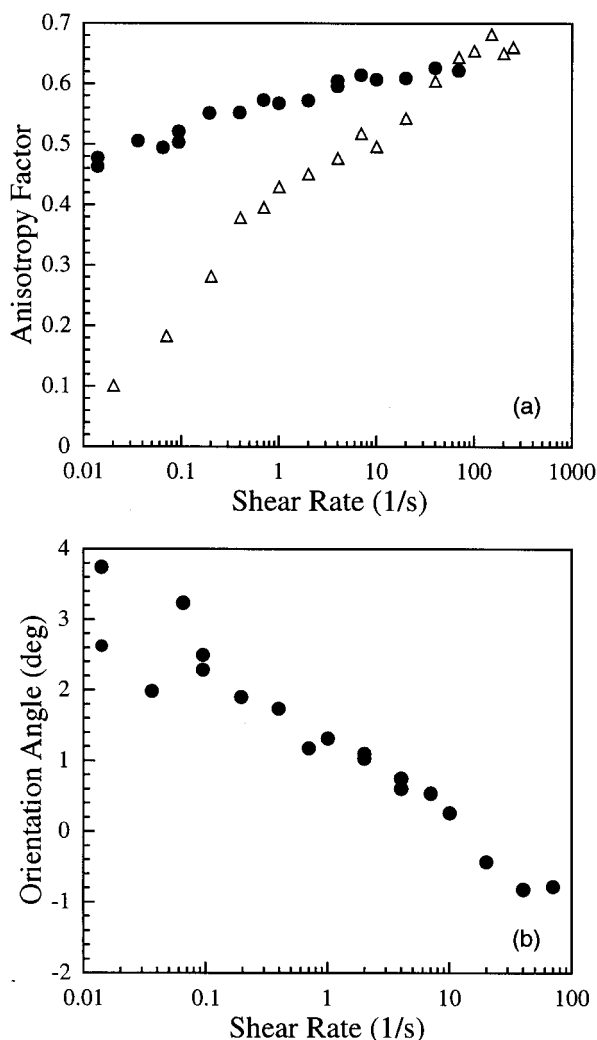 0.7
0.6
0.5
0.4
0.3
0.2
0.1
0
Anisotropy Factor
(a)
0.01 0.1 1 10 100 1000
Shear Rate (1/s)
4
3
2
1
0
-1
-2
Orientation Angle (deg)
(b)
0.01 0.1 1 10 100
Shear Rate (1/s)